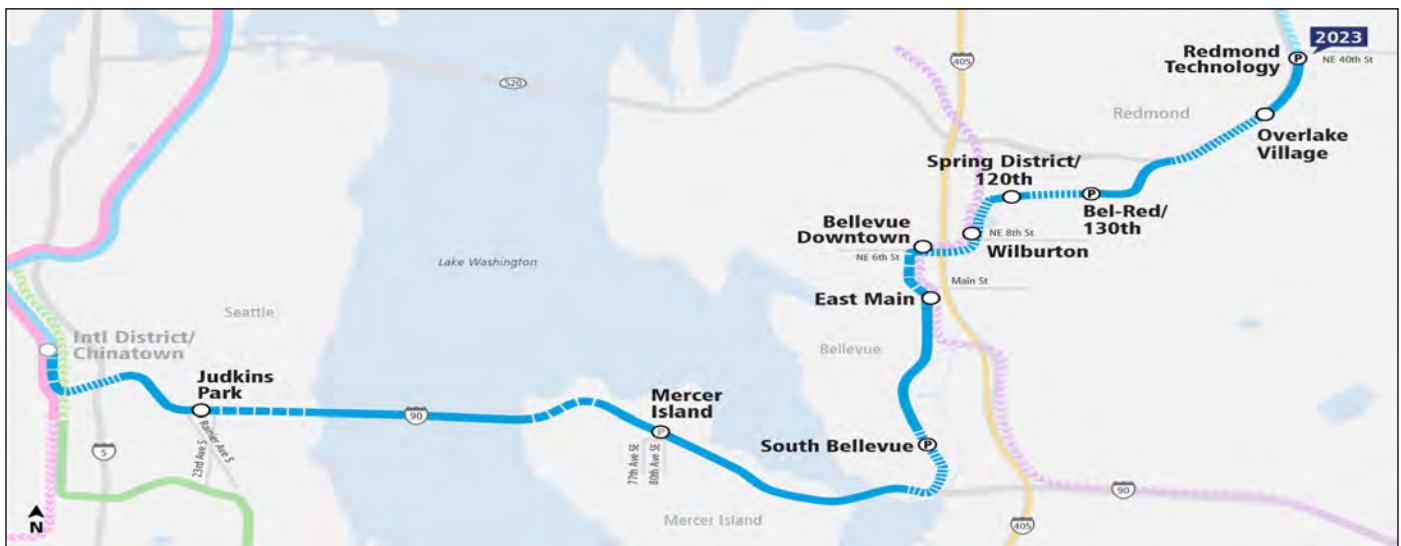 2023
Redmond
Technology
P
NE 40th St
405
520
Redmond
Overlake
Village
Spring District/
120th
P
Bel-Red/
130th
Bellevue
Downtown
NE 8th St
Wilburton
NE 6th St
Lake Washington
Main St
East Main
Seattle
Intl District/
Chinatown
Bellevue
Judkins
Park
Mercer
Island
90
P
South Bellevue
P
23rd Ave S
Rainier Ave S
77th Ave SE
80th Ave SE
5
90
N
Mercer Island
405